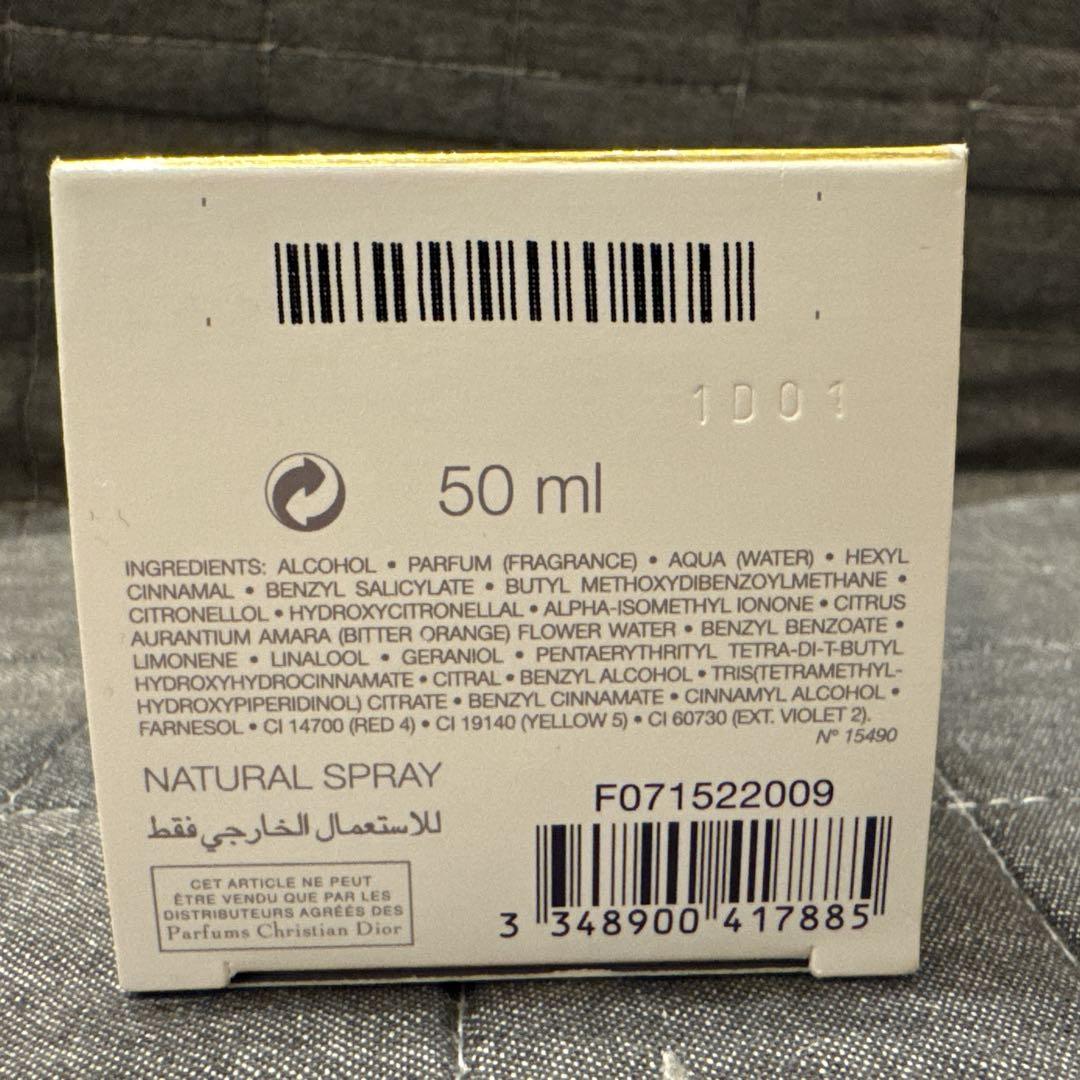 1D01
50 ml
INGREDIENTS: ALCOHOL • PARFUM (FRAGRANCE) • AQUA (WATER) • HEXYL
CINNAMAL • BENZYL SALICYLATE • BUTYL METHOXYDIBENZOYLMETHANE •
CITRONELLOL • HYDROXYCITRONELLAL • ALPHA-ISOMETHYL IONONE • CITRUS
AURANTIUM AMARA (BITTER ORANGE) FLOWER WATER • BENZYL BENZOATE •
LIMONENE • LINALOOL • GERANIOL • PENTAERYTHRITYL TETRA-DI-T-BUTYL
HYDROXYHYDROCINNAMATE • CITRAL • BENZYL ALCOHOL • TRIS(TETRAMETHYL-
HYDROXYPIPERIDINOL) CITRATE • BENZYL CINNAMATE • CINNAMYL ALCOHOL •
FARNESOL • CI 14700 (RED 4) • CI 19140 (YELLOW 5) • CI 60730 (EXT. VIOLET 2).
N° 15490
NATURAL SPRAY
للاستعمال الخارجي فقط
CET ARTICLE NE PEUT
ÊTRE VENDU QUE PAR LES
DISTRIBUTEURS AGRÉÉS DES
Parfums Christian Dior
F071522009
3 348900 417885